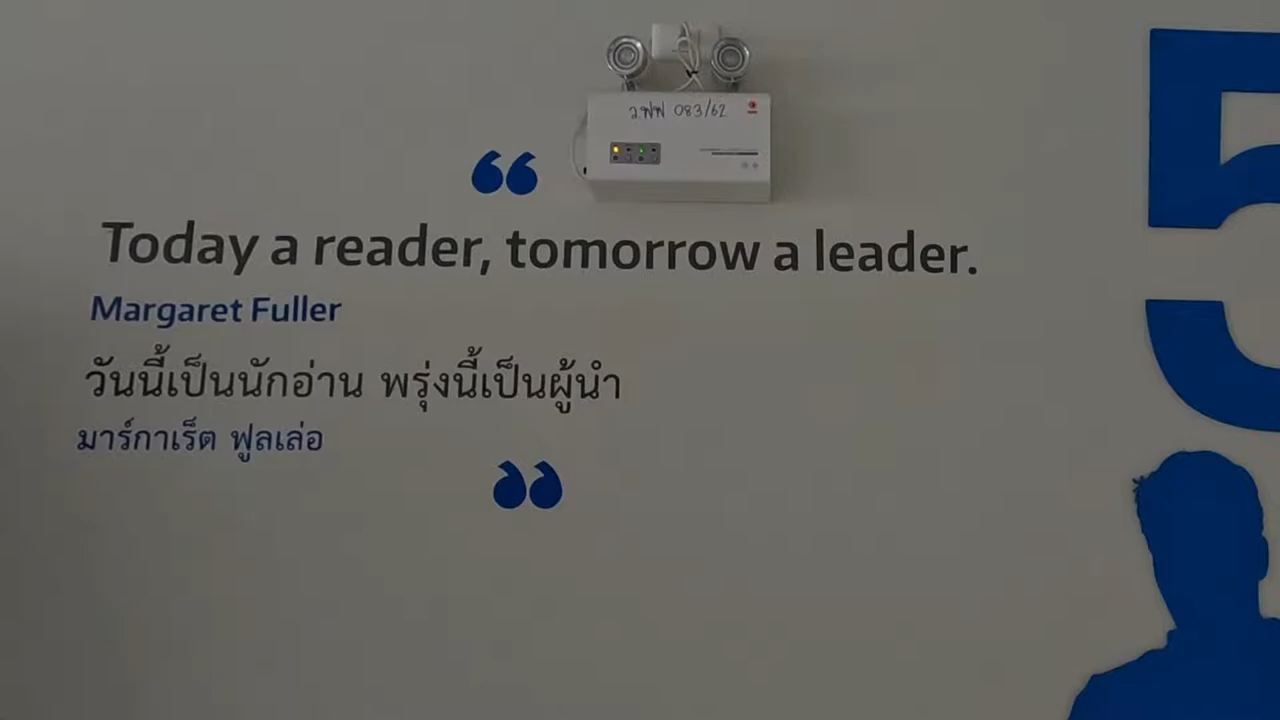 ว.ฟฟ 083/62
5
“
Today a reader, tomorrow a leader.
Margaret Fuller
วันนี้เป็นนักอ่าน พรุ่งนี้เป็นผู้นำ
มาร์กาเร็ต ฟูลเล่อ
”